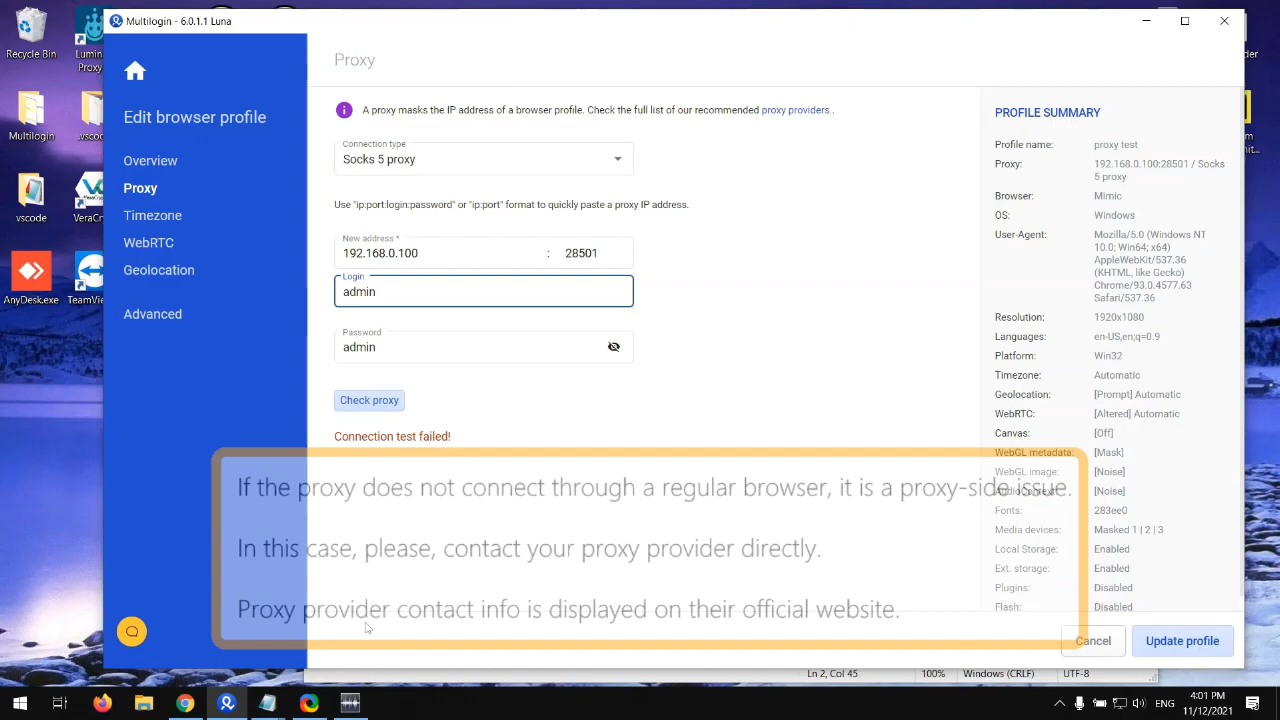 Recycle Bin
Multilogin
vscode
AnyDesk.exe
Multilogin - 6.0.1.1 Luna
Edit browser profile
Overview
Proxy
Timezone
WebRTC
Geolocation
Advanced
Proxy
A proxy masks the IP address of a browser profile. Check the full list of our recommended proxy providers .
Connection type
Socks 5 proxy
Use "ip:port:login:password" or "ip:port" format to quickly paste a proxy IP address.
New address *
192.168.0.100 : 28501
Login
admin
Password
admin
Check proxy
Connection test failed!
If the proxy does not connect through a regular browser, it is a proxy-side issue.
In this case, please, contact your proxy provider directly.
Proxy provider contact info is displayed on their official website.
PROFILE SUMMARY
Profile name: proxy test
Proxy: 192.168.0.100:28501 / Socks
5 proxy
Browser: Mimic
OS: Windows
User-Agent: Mozilla/5.0 (Windows NT
10.0; Win64; x64)
AppleWebKit/537.36
(KHTML, like Gecko)
Chrome/93.0.4577.63
Safari/537.36
Resolution: 1920x1080
Languages: en-US,en;q=0.9
Platform: Win32
Timezone: Automatic
Geolocation: [Prompt] Automatic
WebRTC: [Altered] Automatic
Canvas: [Off]
WebGL metadata: [Mask]
WebGL image: [Noise]
AudioContext: [Noise]
Fonts: 283ee0
Media devices: Masked 1 | 2 | 3
Local Storage: Enabled
Ext. storage: Enabled
Plugins: Disabled
Flash: Disabled
Cancel
Update profile
Ln 2, Col 45 100% Windows (CRLF) UTF-8
4:01 PM
11/12/2021